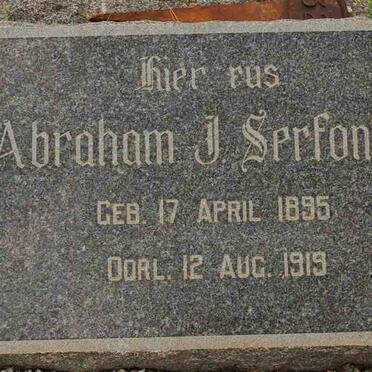 Hier rus
Abraham J. Serfon
GEB. 17 APRIL 1895
OORL. 12 AUG. 1919